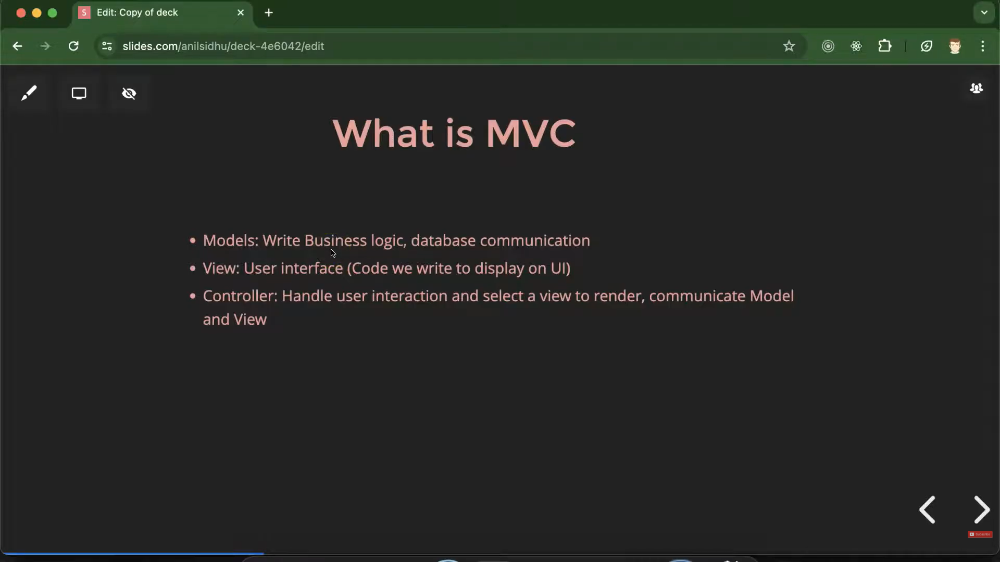 S Edit: Copy of deck
slides.com/anilsidhu/deck-4e6042/edit
What is MVC
• Models: Write Business logic, database communication
• View: User interface (Code we write to display on UI)
• Controller: Handle user interaction and select a view to render, communicate Model
and View
Subscribe